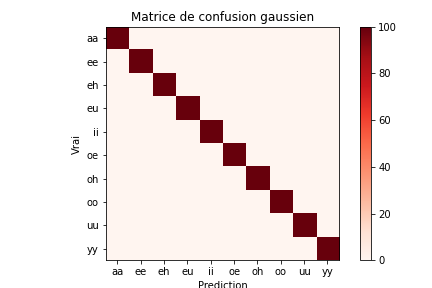 Matrice de confusion gaussien
aa
ee
eh
eu
ii
oe
oh
oo
uu
yy
Vrai
aa ee eh eu ii oe oh oo uu yy
Prediction
100
80
60
40
20
0